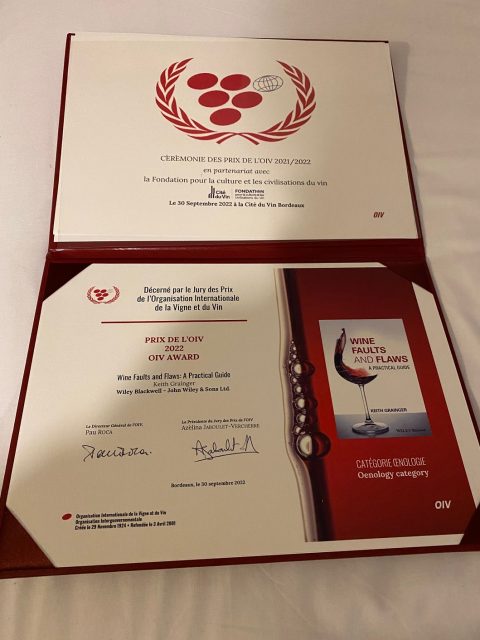 CÉRÉMONIE DES PRIX DE L'OIV 2021/2022
en partenariat avec
la Fondation pour la culture et les civilisations du vin
Cité
du Vin
FONDATION
Le 30 Septembre 2022 à la Cité du Vin Bordeaux
OIV
Décerné par le Jury des Prix
de l'Organisation Internationale
de la Vigne et du Vin
PRIX DE L'OIV
2022
OIV AWARD
Wine Faults and Flaws: A Practical Guide
Keith Grainger
Wiley Blackwell - John Wiley & Sons Ltd.
Le Directeur Général de l'OIV
Pau ROCA
La Présidente du Jury des Prix de l'OIV
Azélina JABOULET-VERCHERRE
Bordeaux, le 30 septembre 2022
Organisation Internationale de la Vigne et du Vin
Organisation Intergouvernementale
Créée le 29 Novembre 1924 • Refondée le 3 Avril 2001
WINE
FAULTS
AND FLAWS
A PRACTICAL GUIDE
KEITH GRAINGER
WILEY Blackwell
CATÉGORIE ŒNOLOGIE
Oenology category
OIV